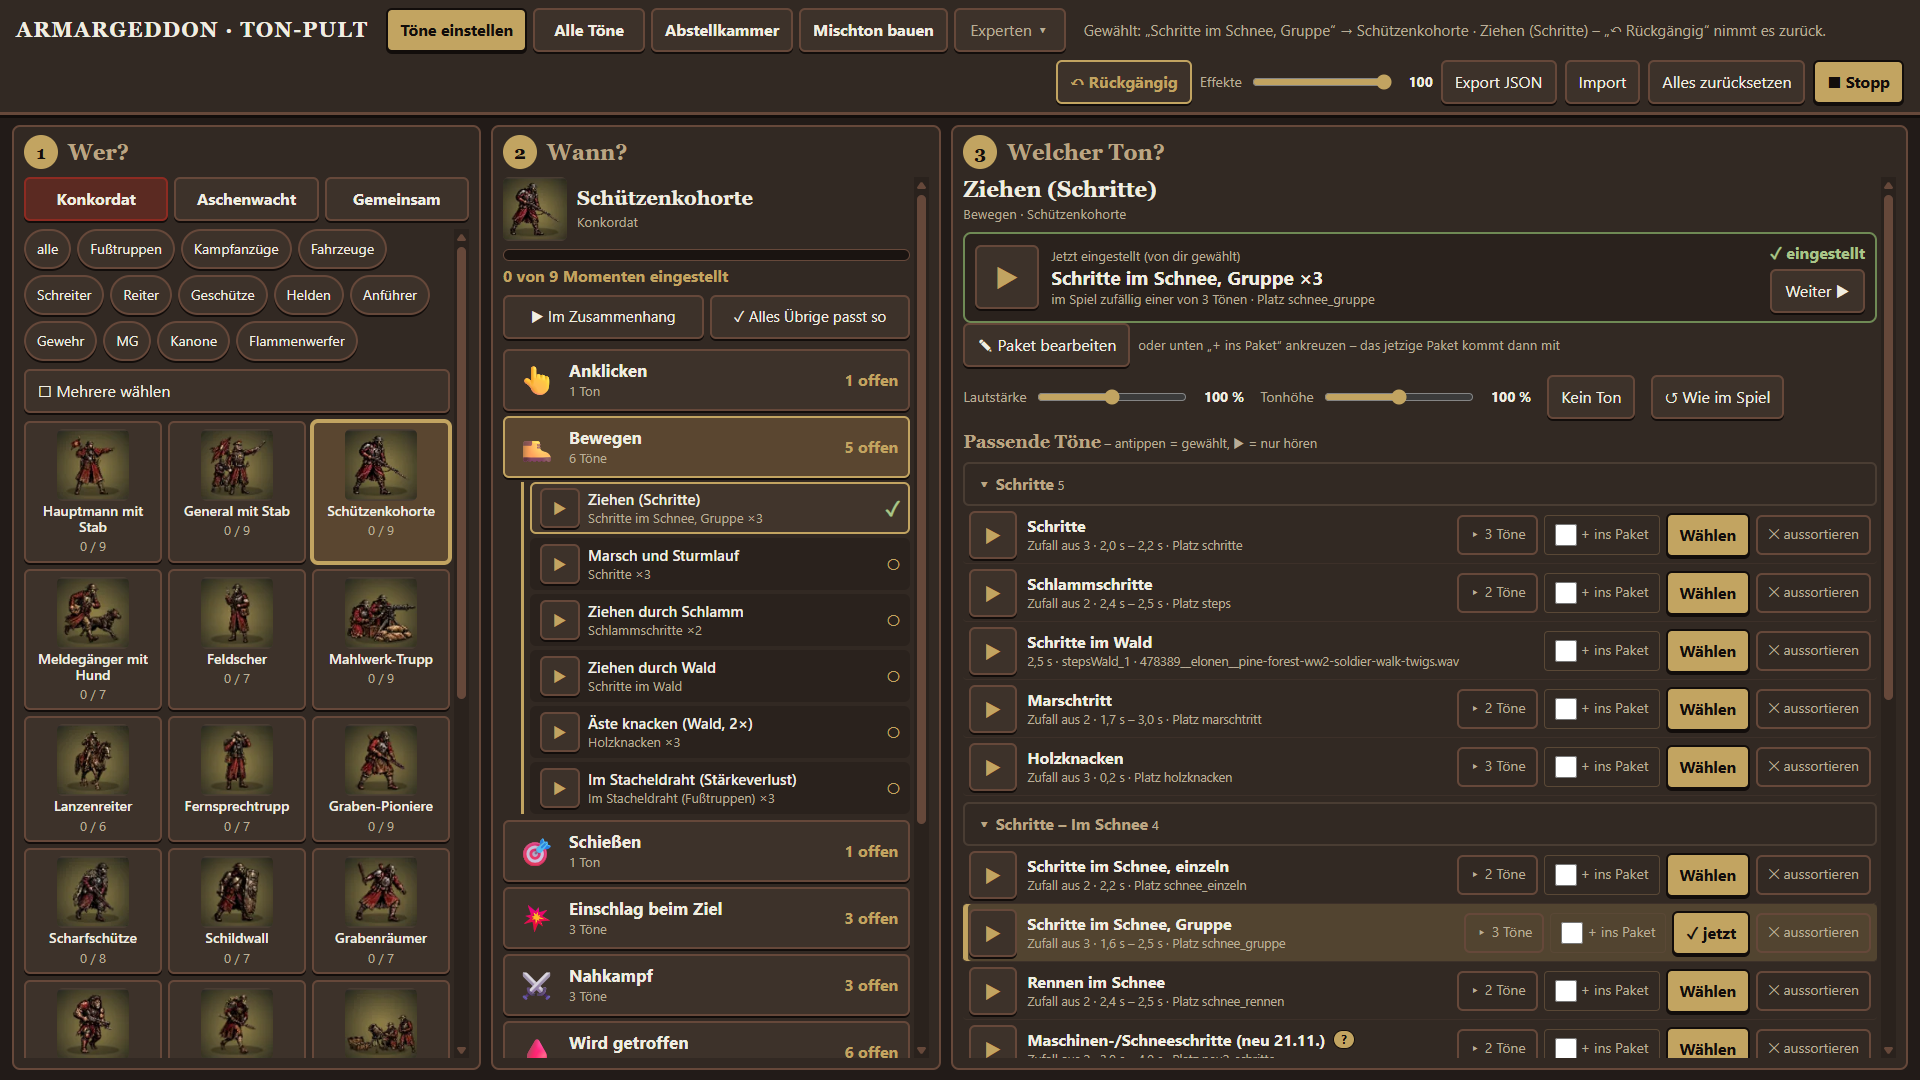 ARMARGEDDON · TON-PULT
Töne einstellen
Alle Töne
Abstellkammer
Mischton bauen
Experten ▾
Gewählt: „Schritte im Schnee, Gruppe“ → Schützenkohorte · Ziehen (Schritte) – „↶ Rückgängig“ nimmt es zurück.
↶ Rückgängig
Effekte
100
Export JSON
Import
Alles zurücksetzen
■ Stopp
1 Wer?
Konkordat
Aschenwacht
Gemeinsam
alle
Fußtruppen
Kampfanzüge
Fahrzeuge
Schreiter
Reiter
Geschütze
Helden
Anführer
Gewehr
MG
Kanone
Flammenwerfer
☐ Mehrere wählen
Hauptmann mit Stab
0 / 9
General mit Stab
0 / 9
Schützenkohorte
0 / 9
Meldegänger mit Hund
0 / 7
Feldscher
0 / 7
Mahlwerk-Trupp
0 / 9
Lanzenreiter
0 / 6
Fernsprechtrupp
0 / 7
Graben-Pioniere
0 / 9
Scharfschütze
0 / 8
Schildwall
0 / 7
Grabenräumer
0 / 7
2 Wann?
Schützenkohorte
Konkordat
0 von 9 Momenten eingestellt
▶ Im Zusammenhang
✓ Alles Übrige passt so
Anklicken
1 Ton
1 offen
Bewegen
6 Töne
5 offen
Ziehen (Schritte)
Schritte im Schnee, Gruppe ×3
✓
Marsch und Sturmlauf
Schritte ×3
○
Ziehen durch Schlamm
Schlammschritte ×2
○
Ziehen durch Wald
Schritte im Wald
○
Äste knacken (Wald, 2×)
Holzknacken ×3
○
Im Stacheldraht (Stärkeverlust)
Im Stacheldraht (Fußtruppen) ×3
○
Schießen
1 Ton
1 offen
Einschlag beim Ziel
3 Töne
3 offen
Nahkampf
3 Töne
3 offen
Wird getroffen
6 offen
3 Welcher Ton?
Ziehen (Schritte)
Bewegen · Schützenkohorte
Jetzt eingestellt (von dir gewählt)
Schritte im Schnee, Gruppe ×3
im Spiel zufällig einer von 3 Tönen · Platz schnee_gruppe
✓ eingestellt
Weiter ▶
✎ Paket bearbeiten
oder unten „+ ins Paket“ ankreuzen – das jetzige Paket kommt dann mit
Lautstärke
100 %
Tonhöhe
100 %
Kein Ton
↺ Wie im Spiel
Passende Töne – antippen = gewählt, ▶ = nur hören
▾ Schritte 5
Schritte
Zufall aus 3 · 2,0 s – 2,2 s · Platz schritte
▸ 3 Töne
+ ins Paket
Wählen
✕ aussortieren
Schlammschritte
Zufall aus 2 · 2,4 s – 2,5 s · Platz steps
▸ 2 Töne
+ ins Paket
Wählen
✕ aussortieren
Schritte im Wald
2,5 s · stepsWald_1 · 478389__elonen__pine-forest-ww2-soldier-walk-twigs.wav
+ ins Paket
Wählen
✕ aussortieren
Marschtritt
Zufall aus 2 · 1,7 s – 3,0 s · Platz marschtritt
▸ 2 Töne
+ ins Paket
Wählen
✕ aussortieren
Holzknacken
Zufall aus 3 · 0,2 s · Platz holzknacken
▸ 3 Töne
+ ins Paket
Wählen
✕ aussortieren
▾ Schritte – Im Schnee 4
Schritte im Schnee, einzeln
Zufall aus 2 · 2,2 s · Platz schnee_einzeln
▸ 2 Töne
+ ins Paket
Wählen
✕ aussortieren
Schritte im Schnee, Gruppe
Zufall aus 3 · 1,6 s – 2,5 s · Platz schnee_gruppe
▸ 3 Töne
+ ins Paket
✓ jetzt
✕ aussortieren
Rennen im Schnee
Zufall aus 2 · 2,4 s – 2,5 s · Platz schnee_rennen
▸ 2 Töne
+ ins Paket
Wählen
✕ aussortieren
Maschinen-/Schneeschritte (neu 21.11.) ?
▸ 2 Töne
+ ins Paket
Wählen
✕ aussortieren